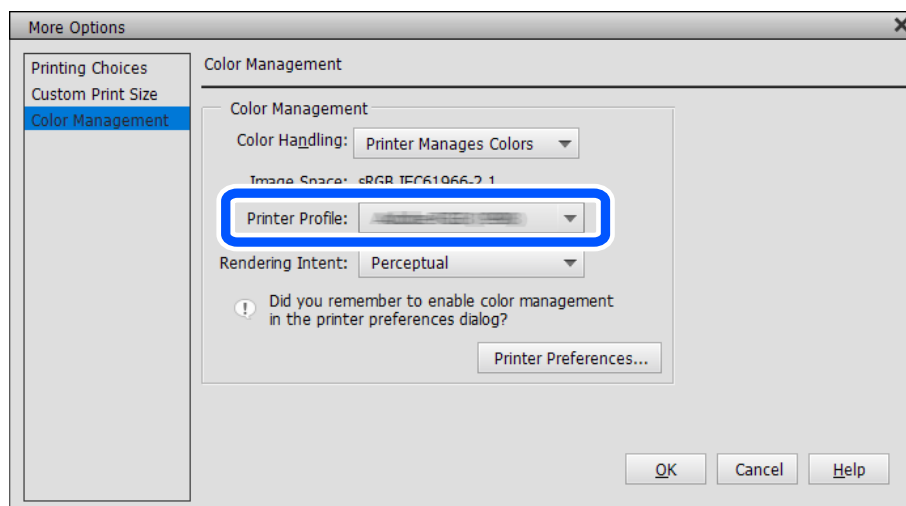 More Options
Printing Choices
Custom Print Size
Color Management
Color Management
Color Management
Color Handling: Printer Manages Colors
Image Space: sRGB IEC61966-2.1
Printer Profile:
Rendering Intent: Perceptual
Did you remember to enable color management
in the printer preferences dialog?
Printer Preferences...
OK Cancel Help